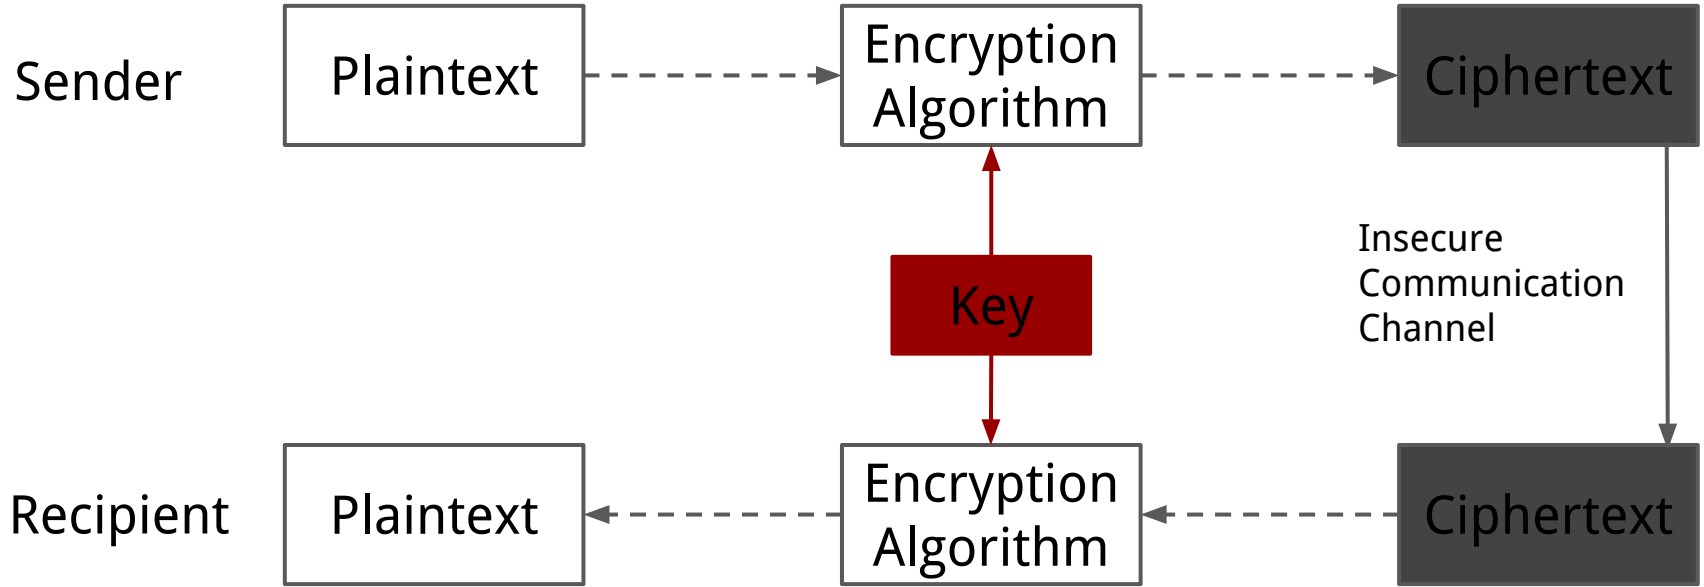 Sender
Plaintext
Encryption
Algorithm
Ciphertext
Key
Insecure
Communication
Channel
Recipient
Plaintext
Encryption
Algorithm
Ciphertext